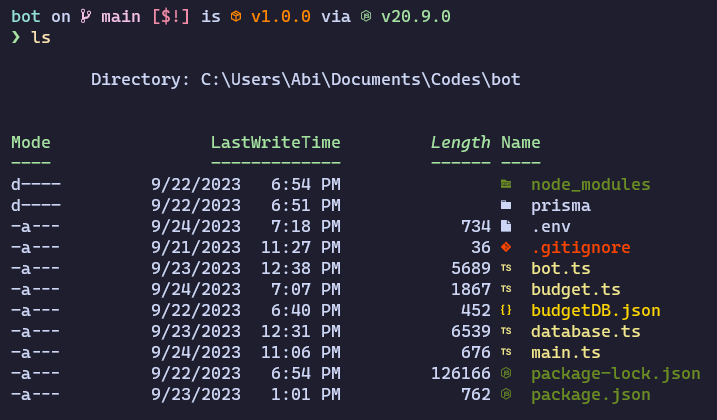 bot on main [$!] is v1.0.0 via v20.9.0
❯ ls
Directory: C:\Users\Abi\Documents\Codes\bot
Mode LastWriteTime Length Name
---- ------------- ------ ----
d---- 9/22/2023 6:54 PM node_modules
d---- 9/22/2023 6:51 PM prisma
-a--- 9/24/2023 7:18 PM 734 .env
-a--- 9/21/2023 11:27 PM 36 .gitignore
-a--- 9/23/2023 12:38 PM 5689 TS bot.ts
-a--- 9/24/2023 7:07 PM 1867 TS budget.ts
-a--- 9/22/2023 6:40 PM 452 {} budgetDB.json
-a--- 9/23/2023 12:31 PM 6539 TS database.ts
-a--- 9/24/2023 11:06 PM 676 TS main.ts
-a--- 9/22/2023 6:54 PM 126166 package-lock.json
-a--- 9/23/2023 1:01 PM 762 package.json